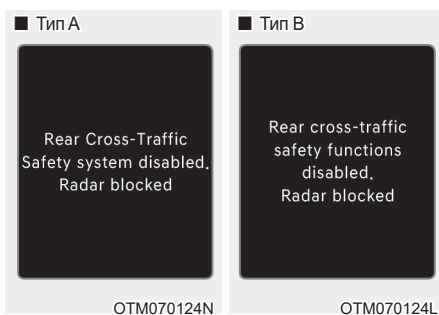 ■ Тип A
Rear Cross-Traffic
Safety system disabled.
Radar blocked
OTM070124N
■ Тип B
Rear cross-traffic
safety functions
disabled.
Radar blocked
OTM070124L